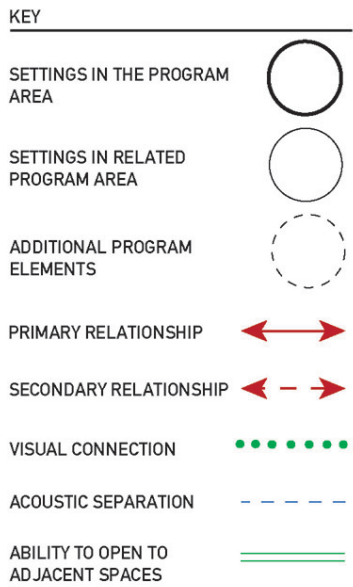 KEY
SETTINGS IN THE PROGRAM
AREA
SETTINGS IN RELATED
PROGRAM AREA
ADDITIONAL PROGRAM
ELEMENTS
PRIMARY RELATIONSHIP
SECONDARY RELATIONSHIP
VISUAL CONNECTION
ACOUSTIC SEPARATION
ABILITY TO OPEN TO
ADJACENT SPACES